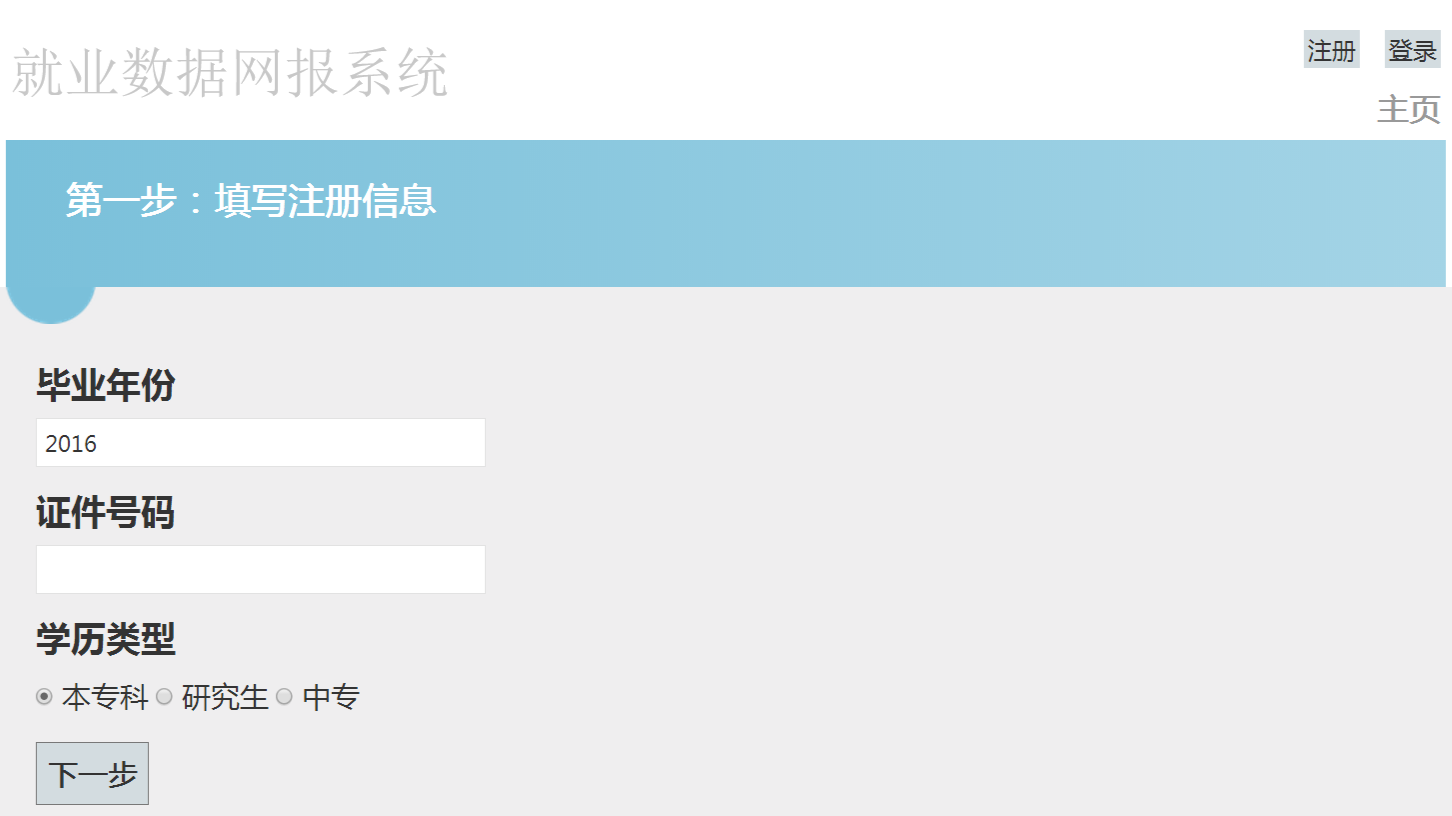 就业数据网报系统
注册 登录
主页
第一步：填写注册信息
毕业年份
2016
证件号码
学历类型
本专科 研究生 中专
下一步